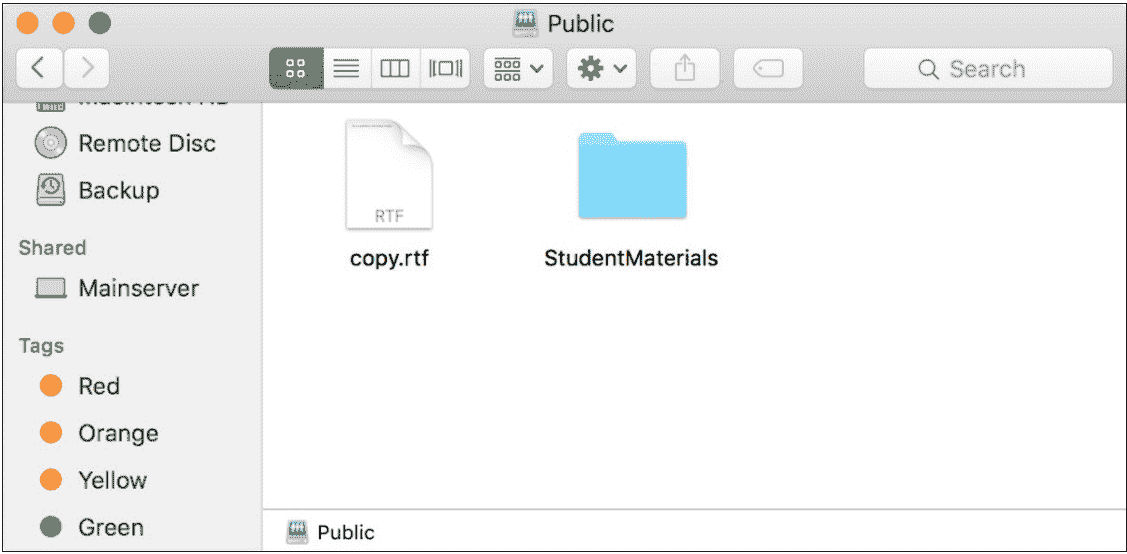 Public
Search
Remote Disc
Backup
Shared
Mainserver
Tags
Red
Orange
Yellow
Green
RTF
copy.rtf
StudentMaterials
Public